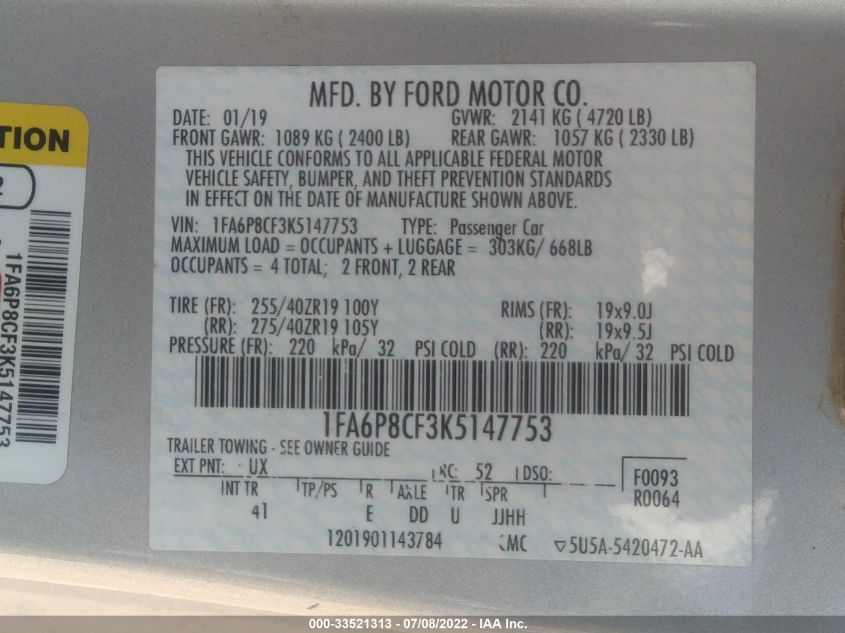 MFD. BY FORD MOTOR CO.
DATE: 01/19 GVWR: 2141 KG ( 4720 LB)
FRONT GAWR: 1089 KG ( 2400 LB) REAR GAWR: 1057 KG ( 2330 LB)
THIS VEHICLE CONFORMS TO ALL APPLICABLE FEDERAL MOTOR
VEHICLE SAFETY, BUMPER, AND THEFT PREVENTION STANDARDS
IN EFFECT ON THE DATE OF MANUFACTURE SHOWN ABOVE.
VIN: 1FA6P8CF3K5147753 TYPE: Passenger Car
MAXIMUM LOAD = OCCUPANTS + LUGGAGE = 303KG/ 668LB
OCCUPANTS = 4 TOTAL; 2 FRONT, 2 REAR
TIRE (FR): 255/40ZR19 100Y RIMS (FR): 19x9.0J
(RR): 275/40ZR19 105Y (RR): 19x9.5J
PRESSURE (FR): 220 kPa/ 32 PSI COLD (RR): 220 kPa/ 32 PSI COLD
1FA6P8CF3K5147753
TRAILER TOWING - SEE OWNER GUIDE
EXT PNT: UX RC: 52 DSO: F0093
INT TR TP/PS R AXLE TR SPR R0064
41 E DD U JJHH
1201901143784 ▽5U5A-5420472-AA
TION
2
1FA6P8CF3K5147753
000-33521313 - 07/08/2022 - IAA Inc.